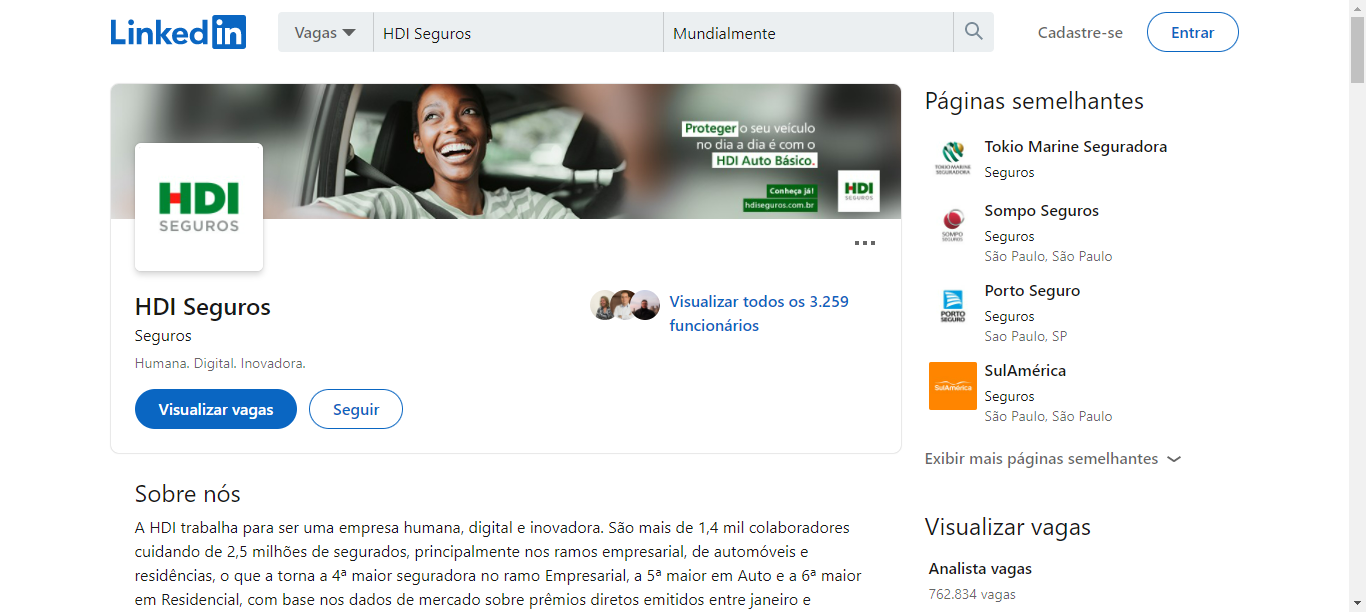 Linkedin
Vagas
HDI Seguros
Mundialmente
Cadastre-se
Entrar
Proteger o seu veículo
no dia a dia é com o
HDI Auto Básico.
Conheça já!
hdiseguros.com.br
HDI
SEGUROS
HDI
SEGUROS
HDI Seguros
Seguros
Humana. Digital. Inovadora.
Visualizar todos os 3.259
funcionários
Visualizar vagas
Seguir
Sobre nós
A HDI trabalha para ser uma empresa humana, digital e inovadora. São mais de 1,4 mil colaboradores
cuidando de 2,5 milhões de segurados, principalmente nos ramos empresarial, de automóveis e
residências, o que a torna a 4ª maior seguradora no ramo Empresarial, a 5ª maior em Auto e a 6ª maior
em Residencial, com base nos dados de mercado sobre prêmios diretos emitidos entre janeiro e
Páginas semelhantes
TOKIO MARINE
SEGURADORA
Tokio Marine Seguradora
Seguros
SOMPO
SEGUROS
Sompo Seguros
Seguros
São Paulo, São Paulo
PORTO
SEGURO
Porto Seguro
Seguros
Sao Paulo, SP
SulAmérica
SulAmérica
Seguros
São Paulo, São Paulo
Exibir mais páginas semelhantes
Visualizar vagas
Analista vagas
762.834 vagas